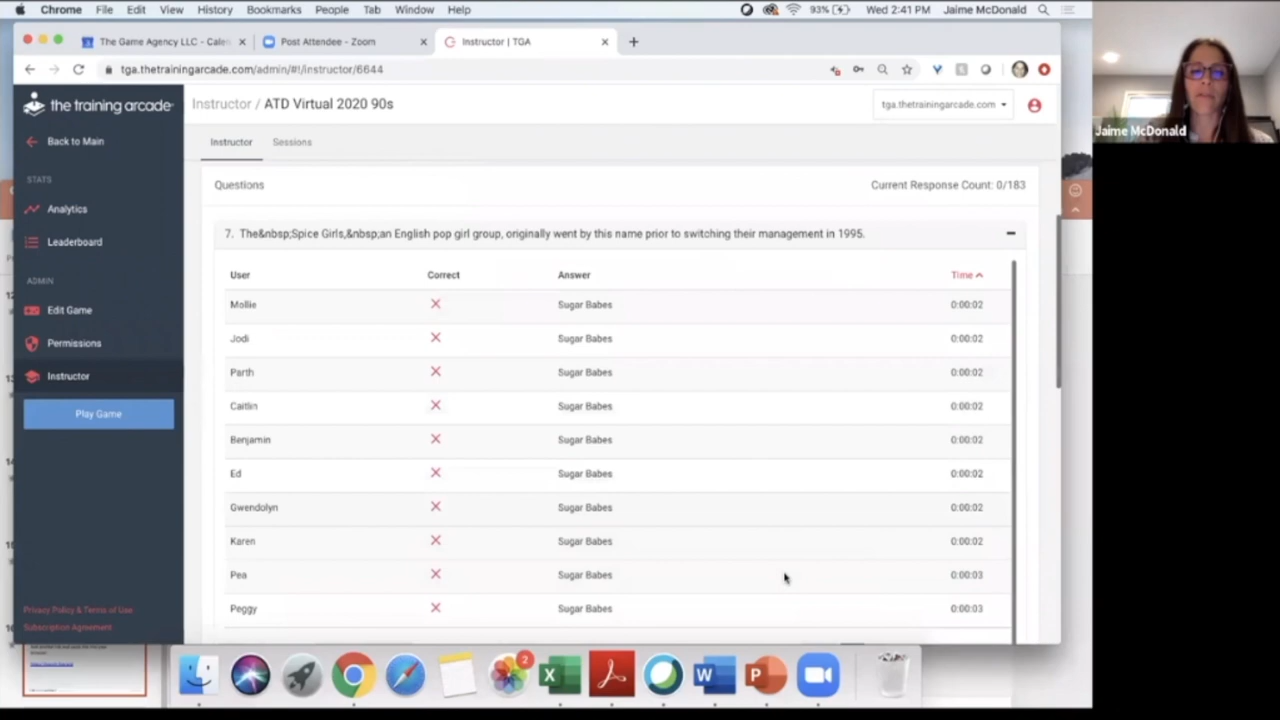 Chrome File Edit View History Bookmarks People Tab Window Help 93% Wed 2:41 PM Jaime McDonald
The Game Agency LLC - Cale Post Attendee - Zoom Instructor | TGA
tga.thetrainingarcade.com/admin/#!/instructor/6644
the training arcade Instructor / ATD Virtual 2020 90s tga.thetrainingarcade.com
Jaime McDonald
Back to Main Instructor Sessions
STATS
Questions Current Response Count: 0/183
Analytics
7. The&nbsp;Spice Girls,&nbsp;an English pop girl group, originally went by this name prior to switching their management in 1995.
Leaderboard
User Correct Answer Time
ADMIN
Mollie Sugar Babes 0:00:02
Edit Game
Jodi Sugar Babes 0:00:02
Permissions
Parth Sugar Babes 0:00:02
Instructor
Caitlin Sugar Babes 0:00:02
Play Game
Benjamin Sugar Babes 0:00:02
Ed Sugar Babes 0:00:02
Gwendolyn Sugar Babes 0:00:02
Karen Sugar Babes 0:00:02
Pea Sugar Babes 0:00:03
Peggy Sugar Babes 0:00:03
Privacy Policy & Terms of Use
Subscription Agreement
2